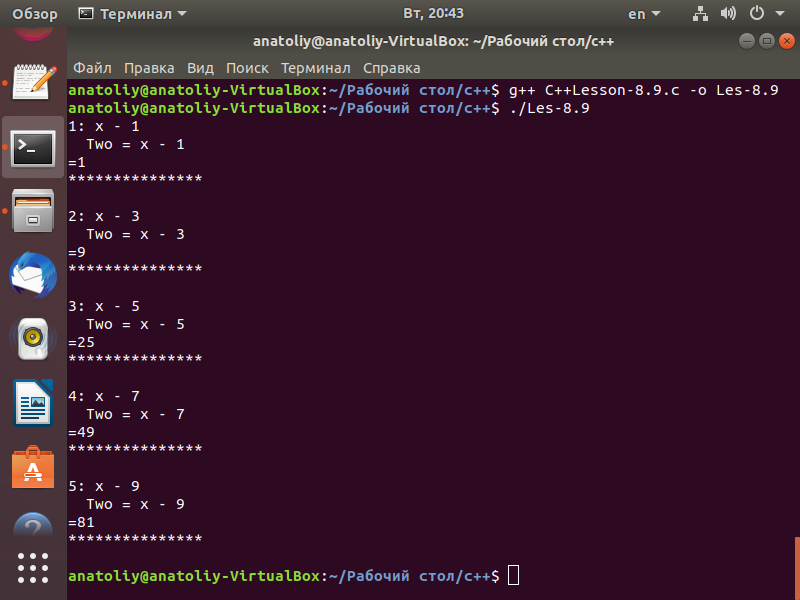 Обзор Терминал Вт, 20:43 en
anatoliy@anatoliy-VirtualBox: ~/Рабочий стол/c++
Файл Правка Вид Поиск Терминал Справка
anatoliy@anatoliy-VirtualBox:~/Рабочий стол/c++$ g++ C++Lesson-8.9.c -o Les-8.9
anatoliy@anatoliy-VirtualBox:~/Рабочий стол/c++$ ./Les-8.9
1: x - 1
Two = x - 1
=1
***************
2: x - 3
Two = x - 3
=9
***************
3: x - 5
Two = x - 5
=25
***************
4: x - 7
Two = x - 7
=49
***************
5: x - 9
Two = x - 9
=81
***************
anatoliy@anatoliy-VirtualBox:~/Рабочий стол/c++$